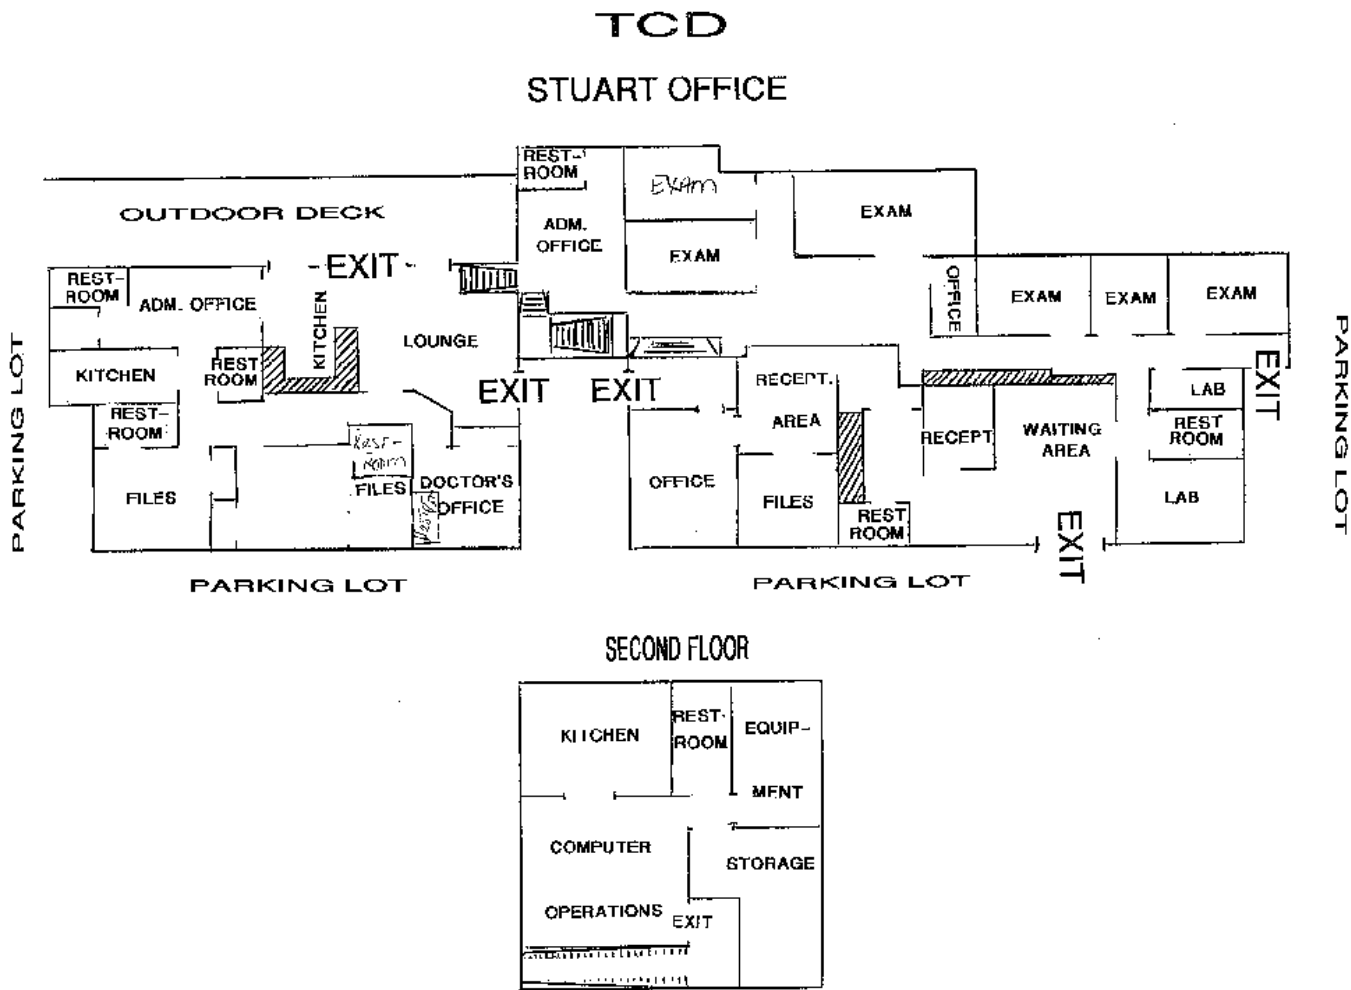 TCD
STUART OFFICE
REST-
ROOM
EXAM
OUTDOOR DECK
ADM.
OFFICE
EXAM
EXAM
EXIT
REST-
ROOM
ADM. OFFICE
KITCHEN
LOUNGE
OFFICE
EXAM
EXAM
EXAM
PARKING LOT
KITCHEN
REST
ROOM
EXIT
EXIT
RECEPT.
AREA
EXIT
PARKING LOT
LAB
REST-
ROOM
REST-
ROOM
RECEPT
WAITING
AREA
REST
ROOM
FILES
FILES
DOCTOR'S
OFFICE
OFFICE
FILES
REST
ROOM
LAB
EXIT
PARKING LOT
PARKING LOT
SECOND FLOOR
KITCHEN
REST-
ROOM
EQUIP-
MENT
COMPUTER
OPERATIONS
STORAGE
EXIT